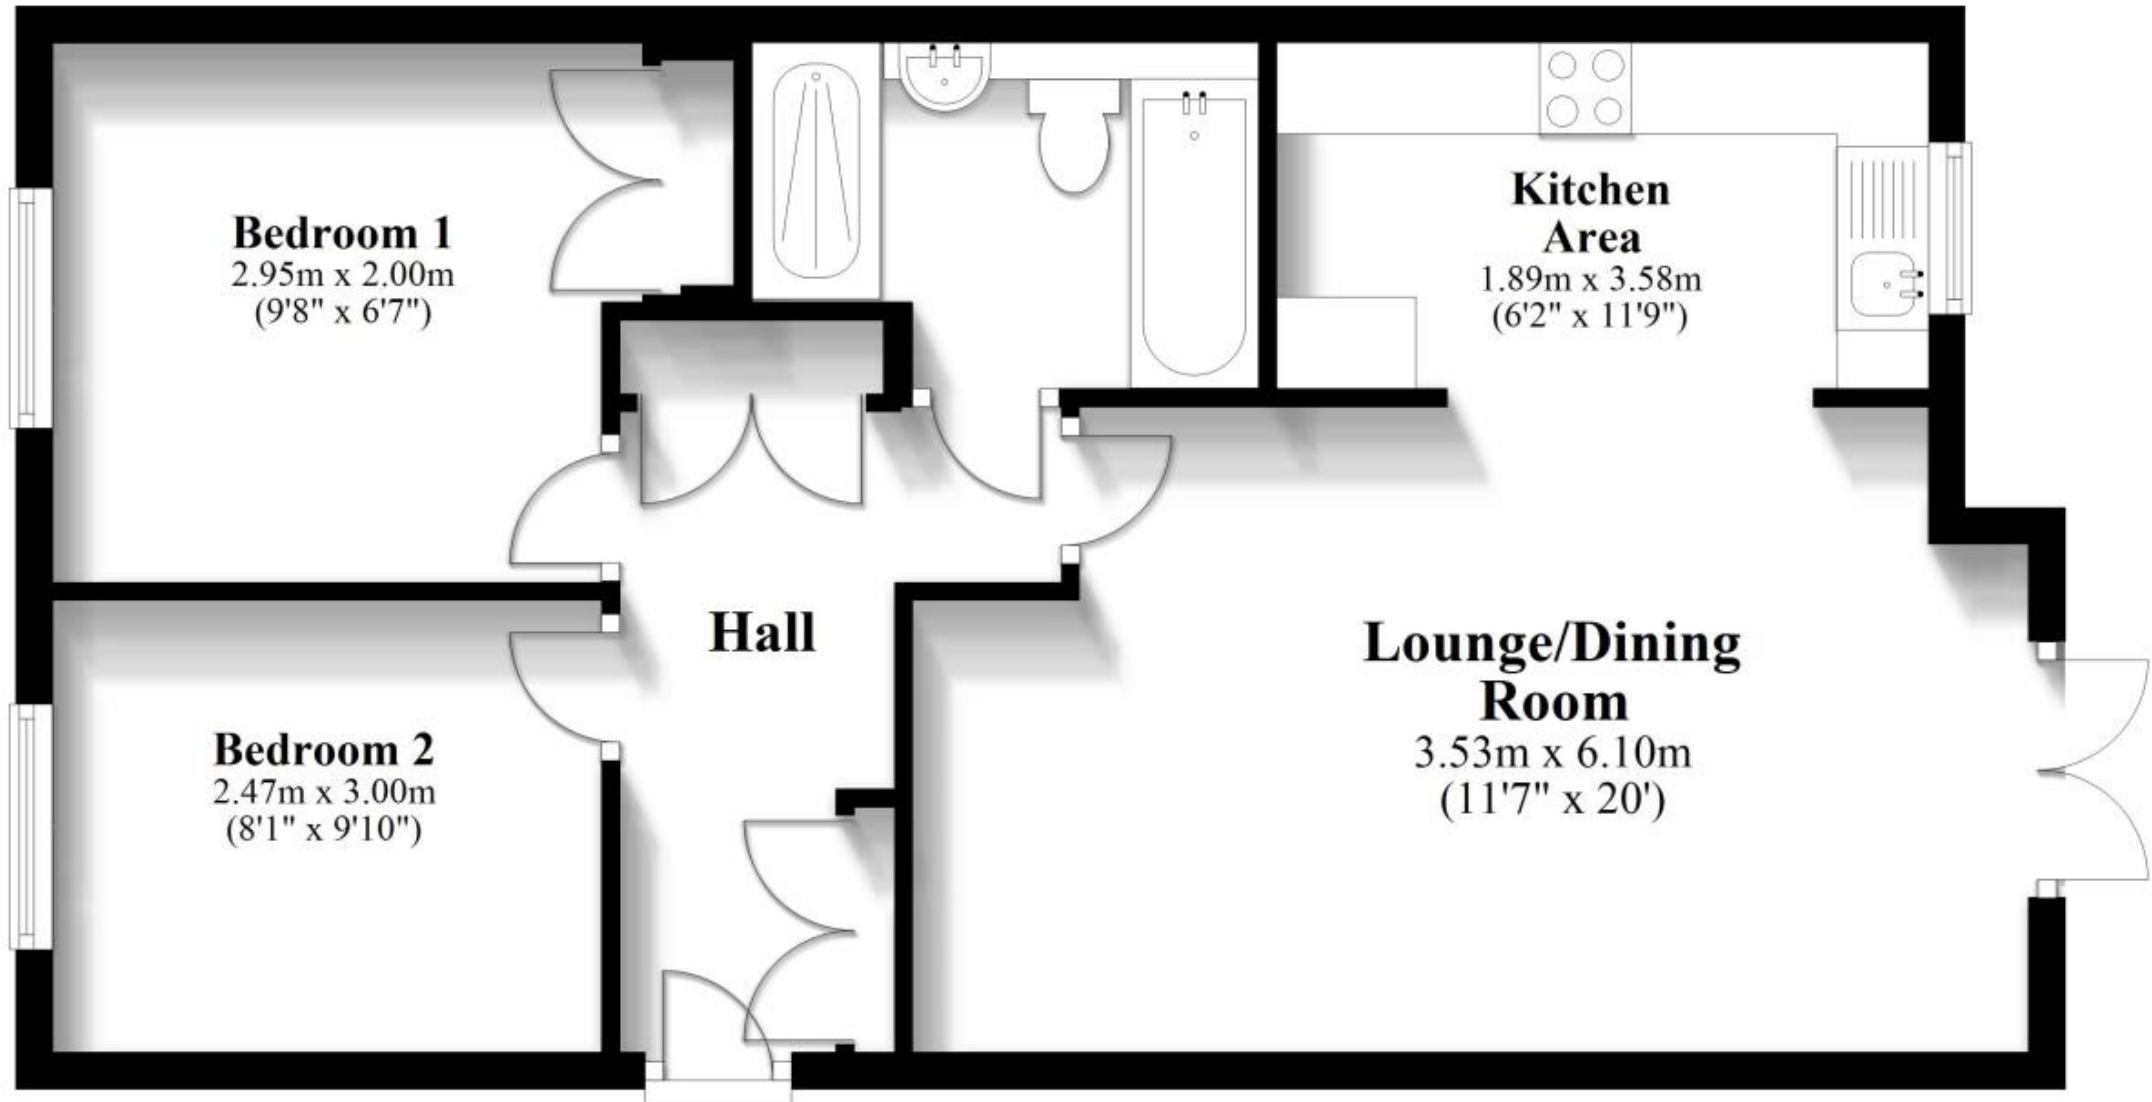 Bedroom 1
2.95m x 2.00m
(9'8" x 6'7")
Kitchen
Area
1.89m x 3.58m
(6'2" x 11'9")
Hall
Lounge/Dining
Room
3.53m x 6.10m
(11'7" x 20')
Bedroom 2
2.47m x 3.00m
(8'1" x 9'10")